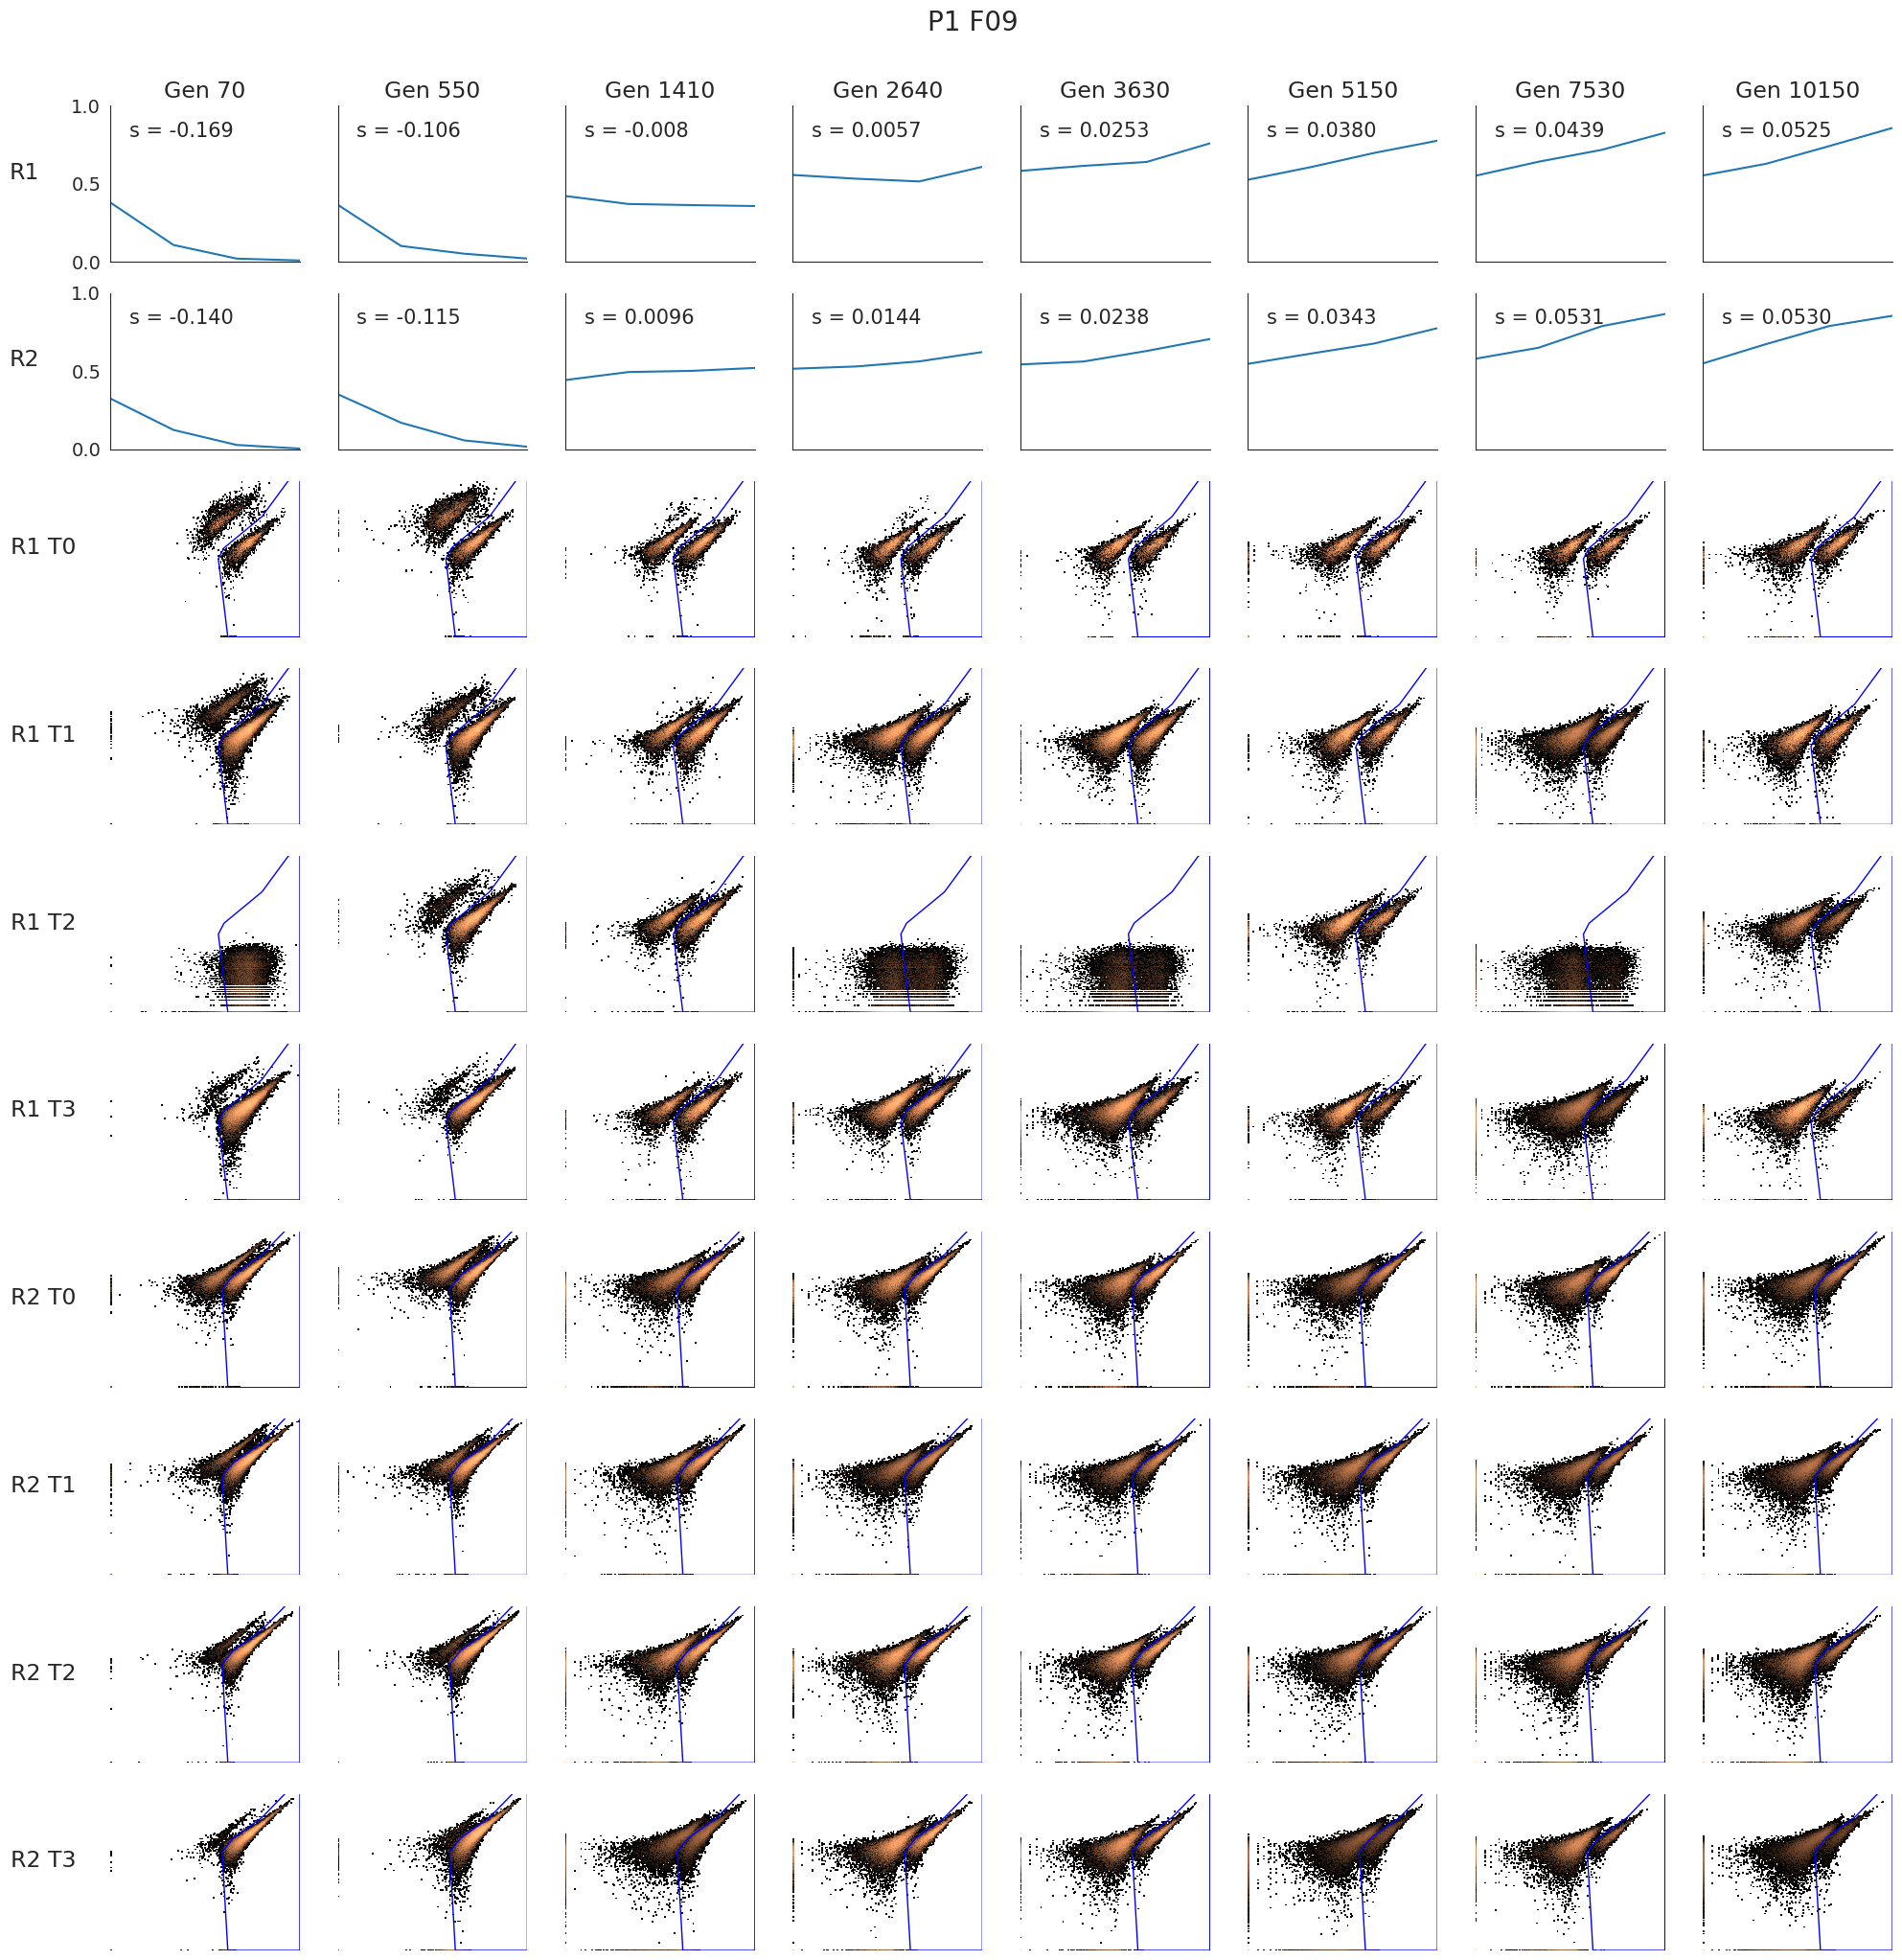 P1 F09
Gen 70 Gen 550 Gen 1410 Gen 2640 Gen 3630 Gen 5150 Gen 7530 Gen 10150
1.0
s = -0.169 s = -0.106 s = -0.008 s = 0.0057 s = 0.0253 s = 0.0380 s = 0.0439 s = 0.0525
R1
0.5
0.0
1.0
s = -0.140 s = -0.115 s = 0.0096 s = 0.0144 s = 0.0238 s = 0.0343 s = 0.0531 s = 0.0530
R2
0.5
0.0
R1 T0
R1 T1
R1 T2
R1 T3
R2 T0
R2 T1
R2 T2
R2 T3